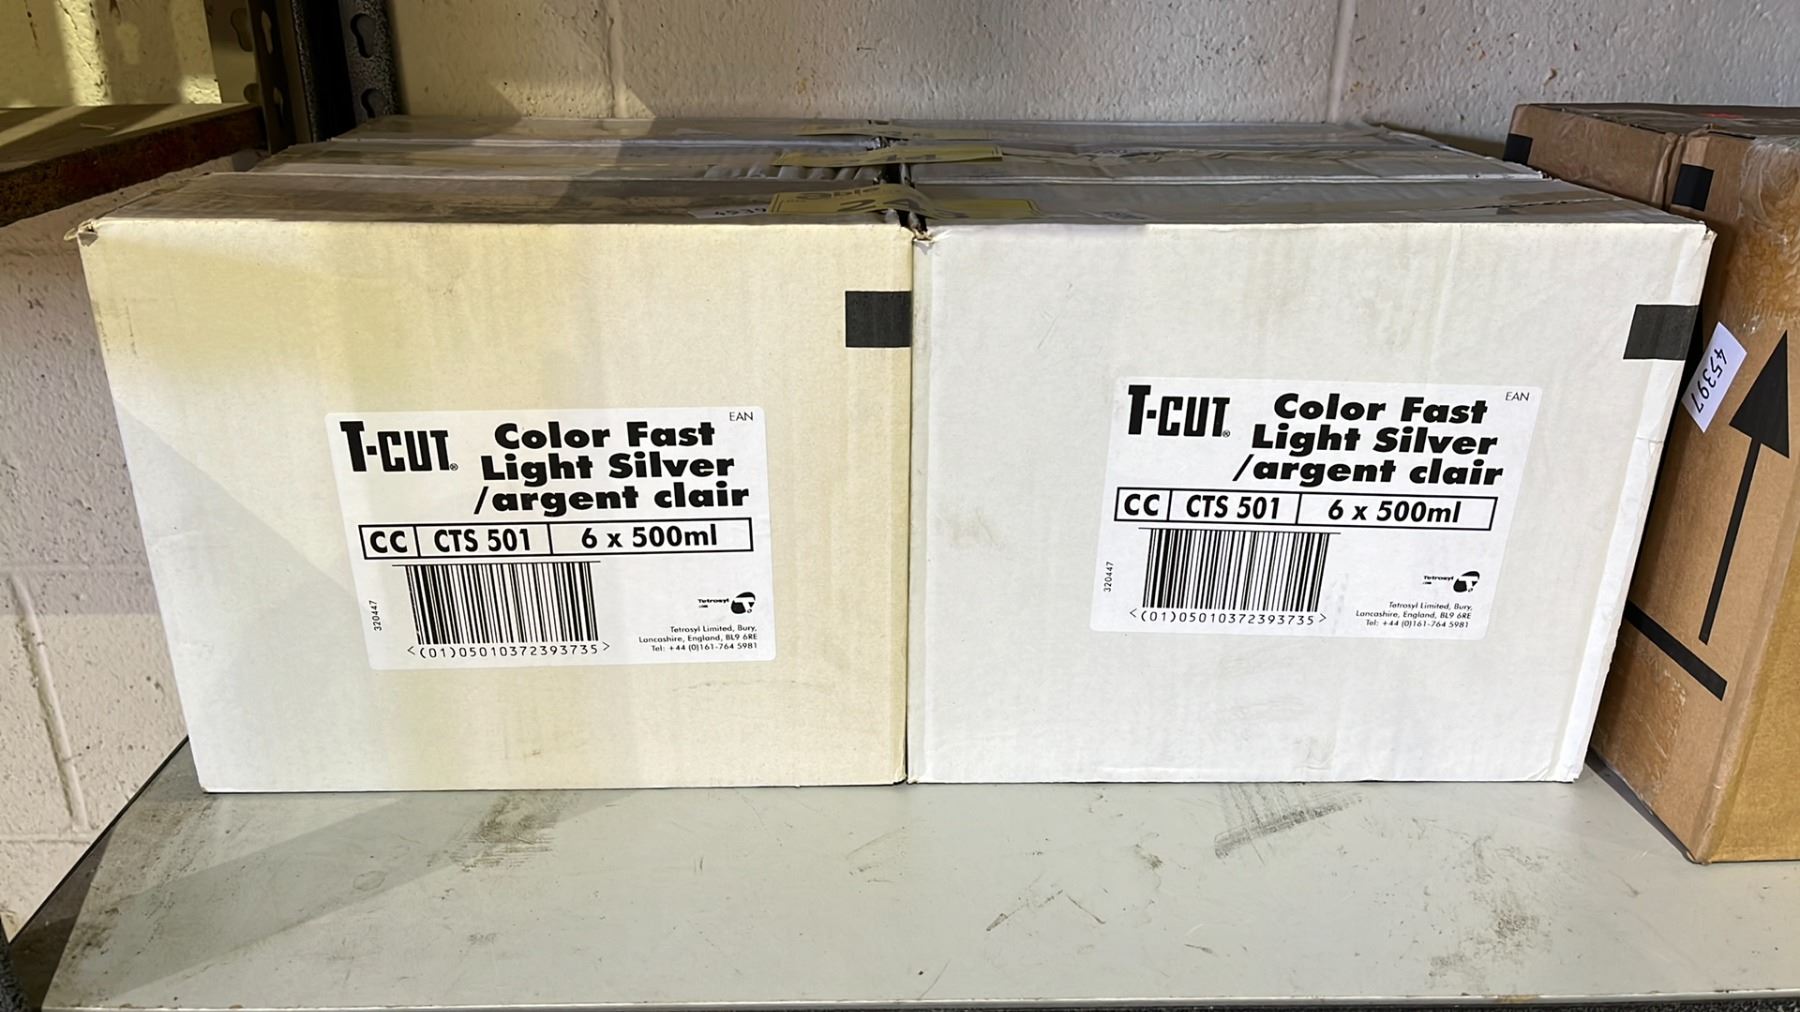 T-CUT®
EAN
Color Fast
Light Silver
/argent clair
CC CTS 501 6 x 500ml
320447
<(01)05010372393735>
Tetrosyl
Tetrosyl Limited, Bury,
Lancashire, England, BL9 6RE
Tel: +44 (0)161-764 5981
T-CUT®
EAN
Color Fast
Light Silver
/argent clair
CC CTS 501 6 x 500ml
320447
<(01)05010372393735>
Tetrosyl
Tetrosyl Limited, Bury,
Lancashire, England, BL9 6RE
Tel: +44 (0)161-764 5981
45397